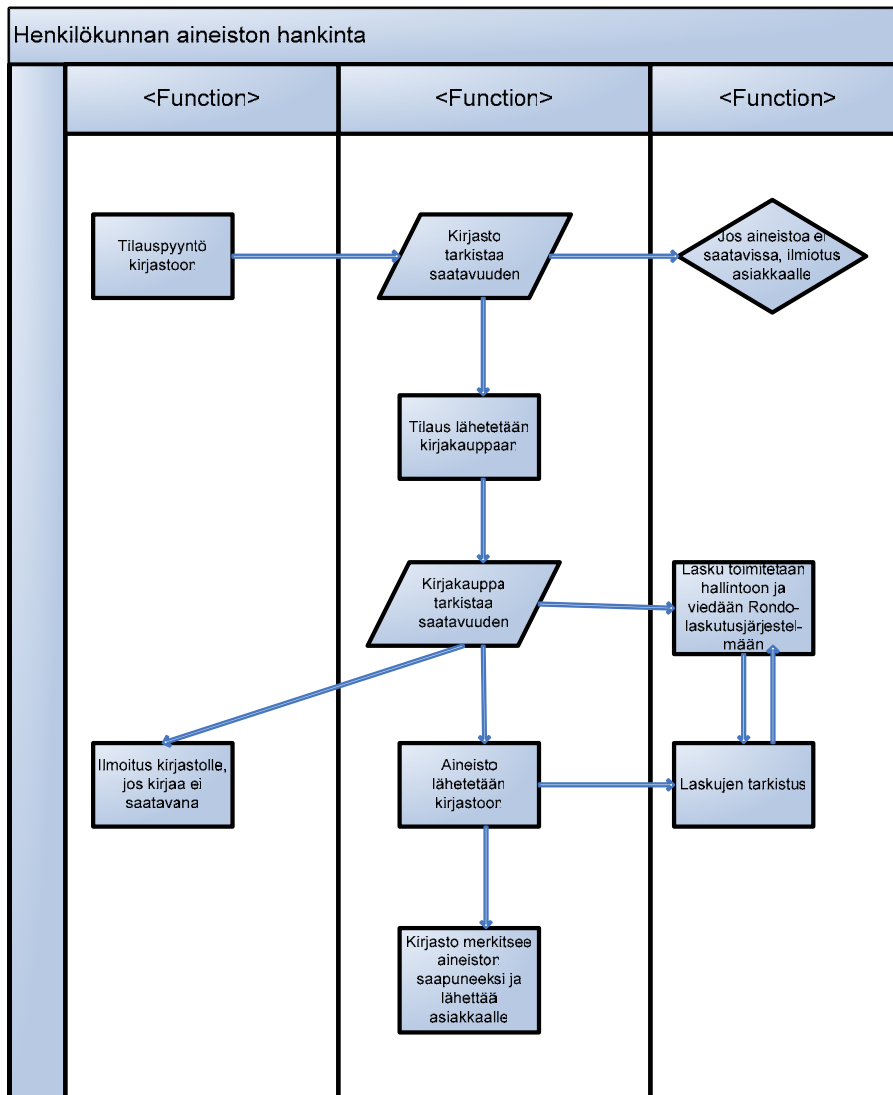 Henkilökunnan aineiston hankinta
<Function>
<Function>
<Function>
Tilauspyyntö
kirjastoon
Kirjasto
tarkistaa
saatavuuden
Jos aineistoa ei
saatavissa, ilmiotus
asiakkaalle
Tilaus lähetetään
kirjakauppaan
Kirjakauppa
tarkistaa
saatavuuden
Lasku toimitetaan
hallintoon ja
viedään Rondo-
laskutusjärjestel-
mään
Ilmoitus kirjastolle,
jos kirjaa ei
saatavana
Aineisto
lähetetään
kirjastoon
Laskujen tarkistus
Kirjasto merkitsee
aineiston
saapuneeksi ja
lähettää
asiakkaalle